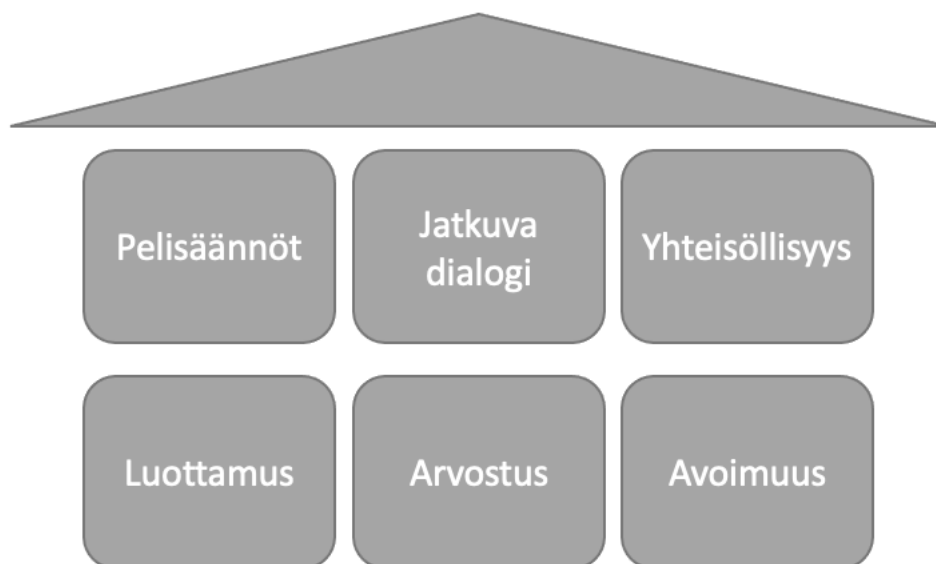 Pelisäännöt
Jatkuva
dialogi
Yhteisöllisyys
Luottamus
Arvostus
Avoimuus